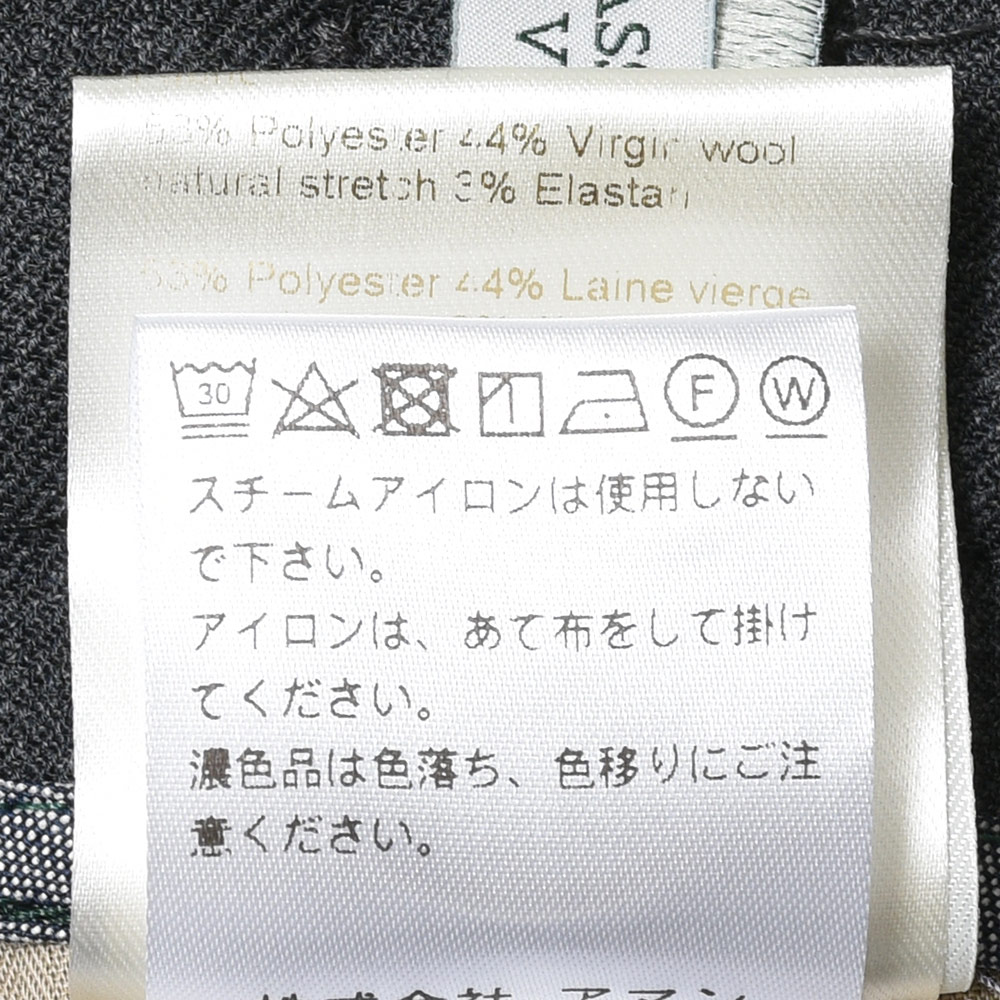 53% Polyester 44% Virgin wool
natural stretch 3% Elastan
53% Polyester 44% Laine vierge
30
F
W
スチームアイロンは使用しない
で下さい。
アイロンは、あて布をして掛け
てください。
濃色品は色落ち、色移りにご注
意ください。